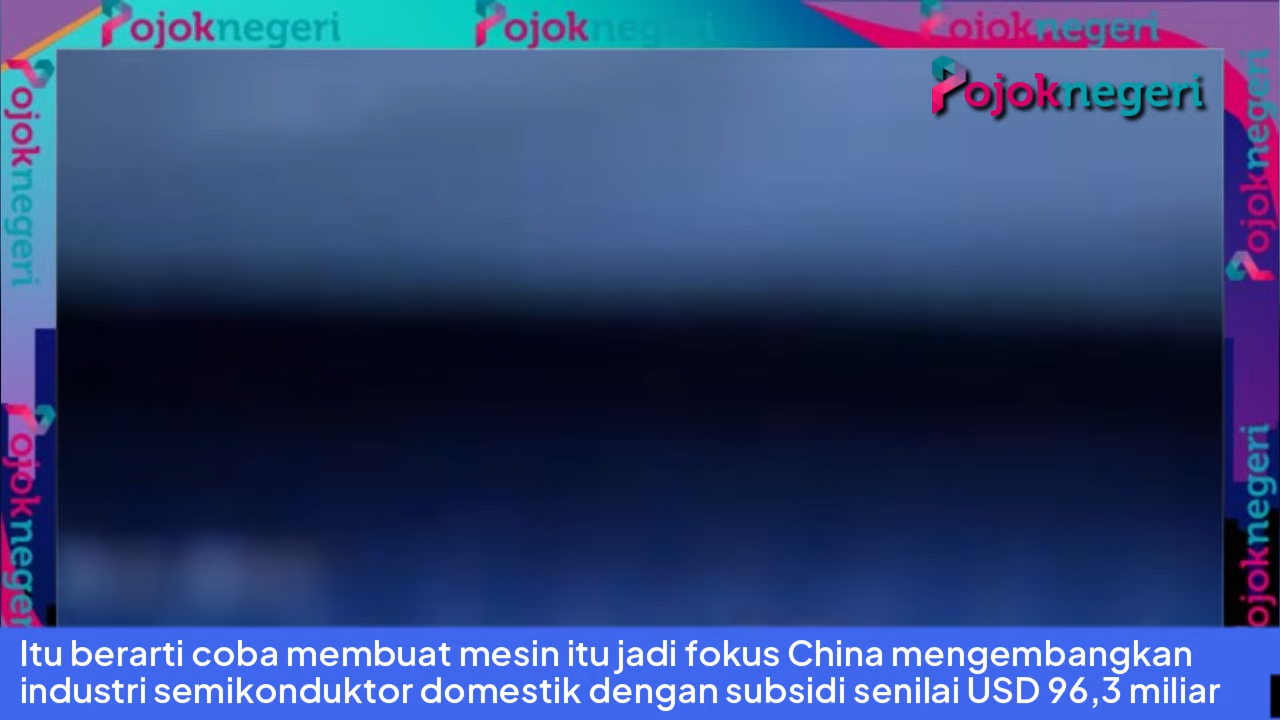 Pojoknegeri
Pojoknegeri
Pojoknegeri
Pojoknegeri
Pojoknegeri
Pojoknegeri
Pojoknegeri
Itu berarti coba membuat mesin itu jadi fokus China mengembangkan
industri semikonduktor domestik dengan subsidi senilai USD 96,3 miliar